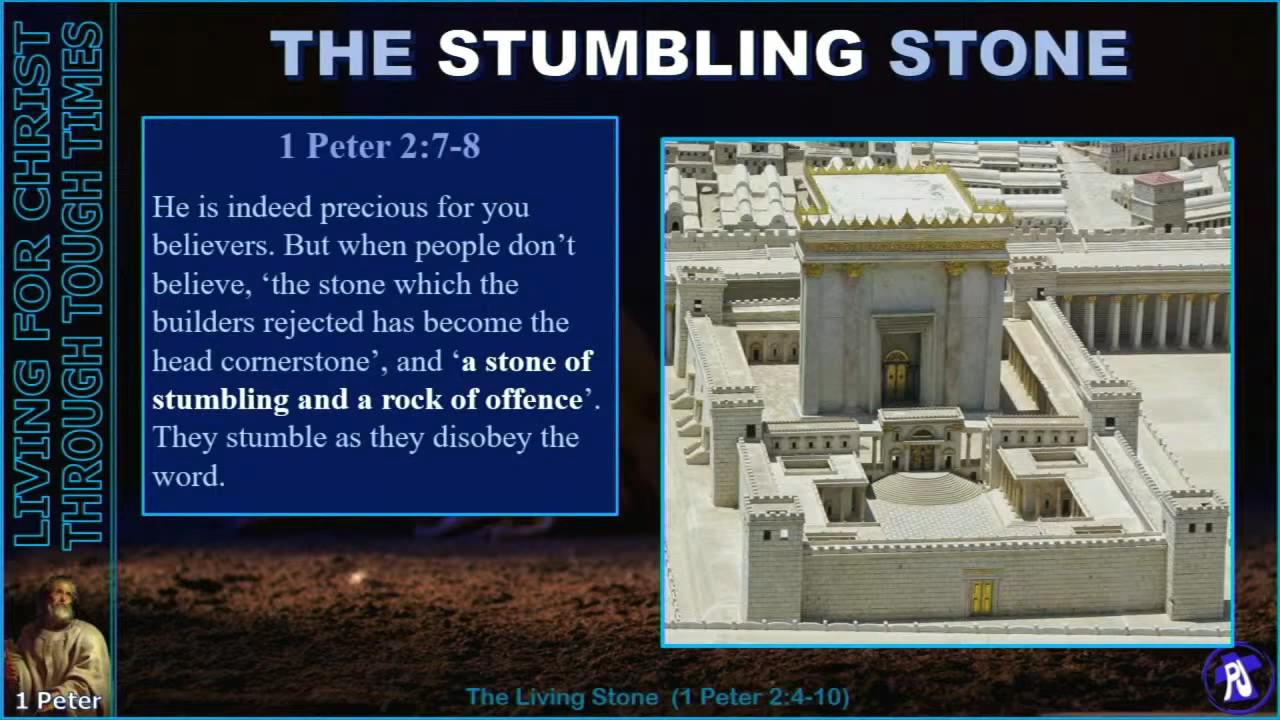 THE STUMBLING STONE
LIVING FOR CHRIST
THROUGH TOUGH TIMES
1 Peter 2:7-8
He is indeed precious for you
believers. But when people don’t
believe, ‘the stone which the
builders rejected has become the
head cornerstone’, and ‘a stone of
stumbling and a rock of offence’.
They stumble as they disobey the
word.
1 Peter
The Living Stone (1 Peter 2:4-10)
PJ